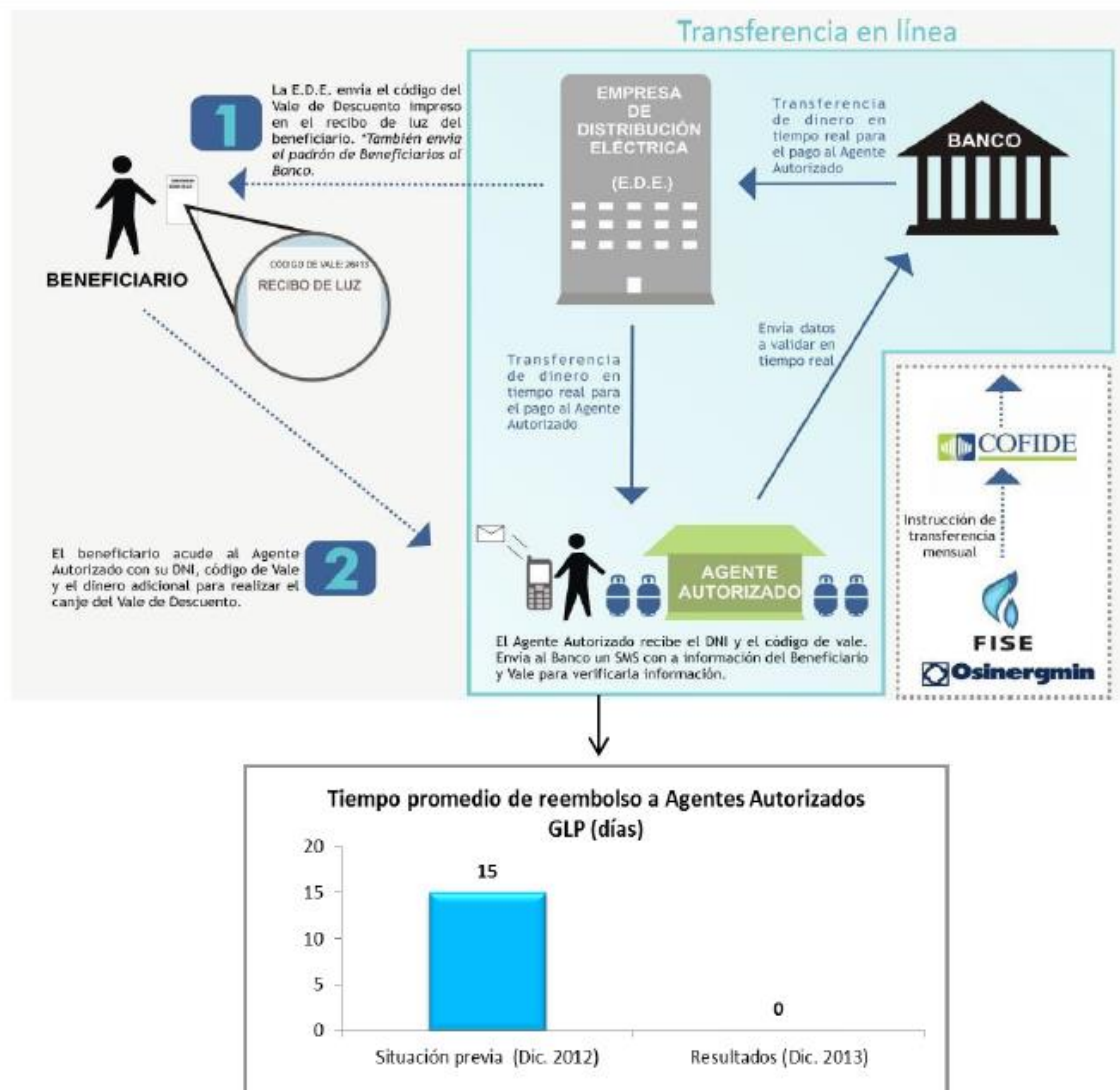 Transferencia en línea
1
La E.D.E. envía el código del
Vale de Descuento impreso
en el recibo de luz del
beneficiario. *También envia
el padrón de Beneficiarios al
Banco.
EMPRESA
DE
DISTRIBUCIÓN
ELÉCTRICA
(E.D.E.)
Transferencia
de dinero en
tiempo real para
el pago al Agente
Autorizado
BANCO
BENEFICIARIO
CÓDIGO DE VALE: 26413
RECIBO DE LUZ
Transferencia
de dinero en
tiempo real para
el pago al Agente
Autorizado
Envía datos
a validar en
tiempo real
COFIDE
Instrucción de
transferencia
mensual
FISE
Osinergmin
El beneficiario acude al Agente
Autorizado con su DNI, código de Vale
y el dinero adicional para realizar el
canje del Vale de Descuento.
2
AGENTE
AUTORIZADO
El Agente Autorizado recibe el DNI y el código de vale.
Envía al Banco un SMS con a información del Beneficiario
y Vale para verificarla información.
Tiempo promedio de reembolso a Agentes Autorizados
GLP (días)
20
15
10
5
0
15
0
Situación previa (Dic. 2012)
Resultados (Dic. 2013)